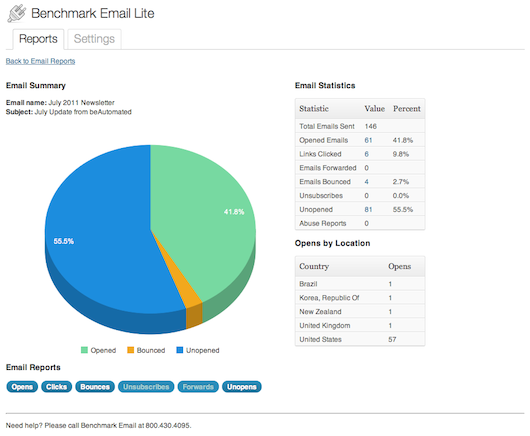 Benchmark Email Lite
Reports Settings
Back to Email Reports
Email Summary
Email name: July 2011 Newsletter
Subject: July Update from beAutomated
41.8%
55.5%
Opened Bounced Unopened
Email Statistics
Statistic Value Percent
Total Emails Sent 146
Opened Emails 61 41.8%
Links Clicked 6 9.8%
Emails Forwarded 0
Emails Bounced 4 2.7%
Unsubscribes 0 0.0%
Unopened 81 55.5%
Abuse Reports 0
Opens by Location
Country Opens
Brazil 1
Korea, Republic Of 1
New Zealand 1
United Kingdom 1
United States 57
Email Reports
Opens Clicks Bounces Unsubscribes Forwards Unopens
Need help? Please call Benchmark Email at 800.430.4095.